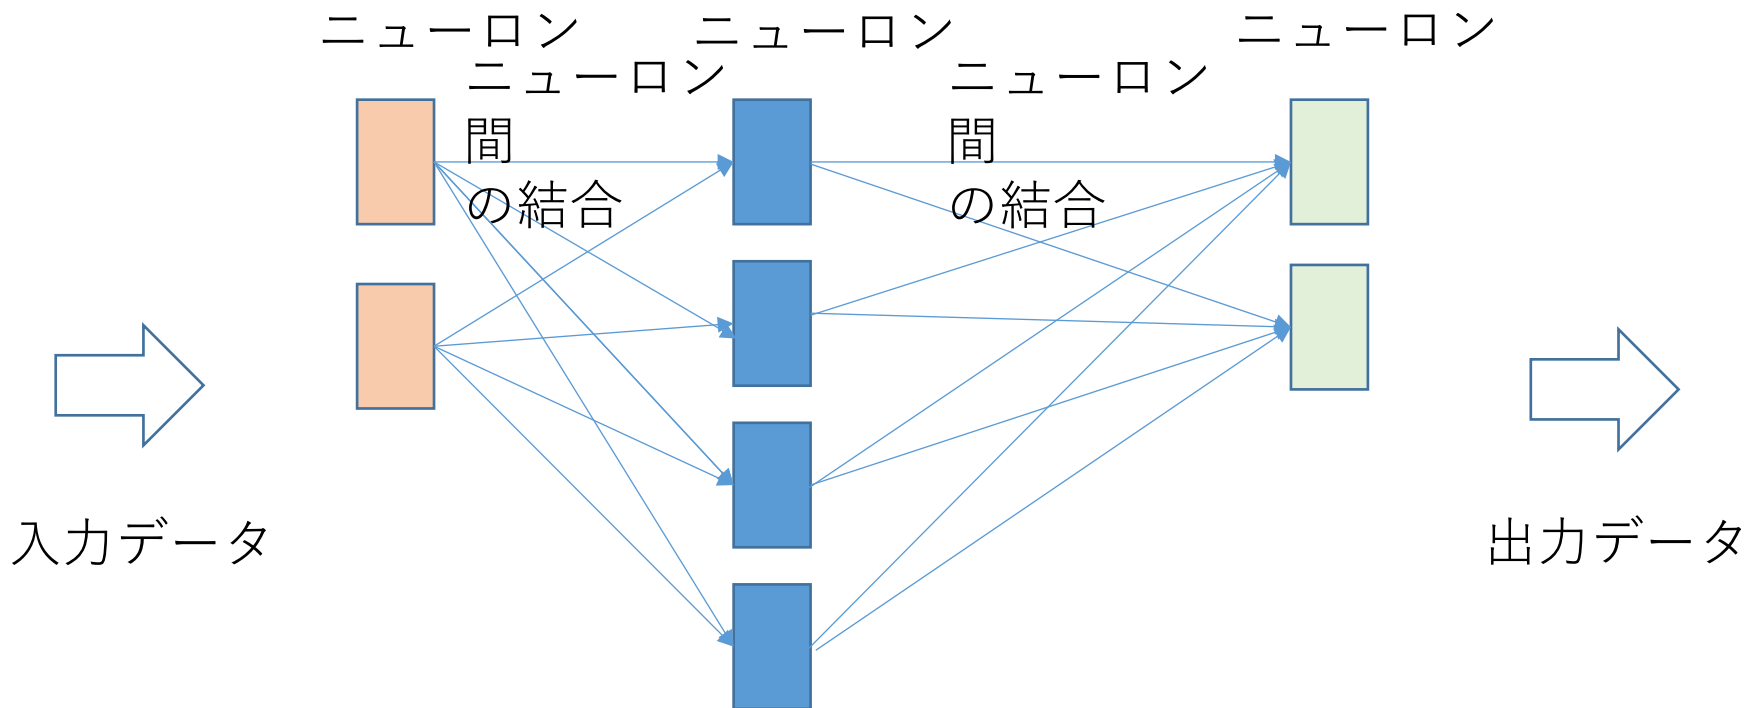 ニューロン
ニューロン
ニューロン
ニューロン
間
の結合
ニューロン
間
の結合
入力データ
出力データ